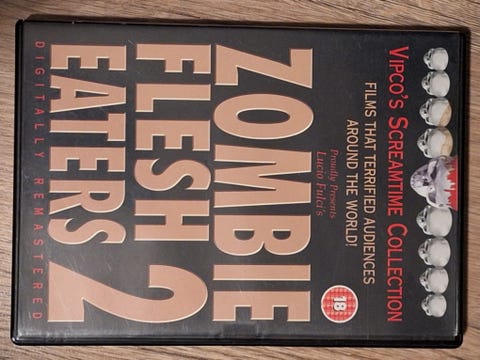 VIPCO'S SCREAMTIME COLLECTION
FILMS THAT TERRIFIED AUDIENCES
AROUND THE WORLD!
Proudly Presents
Lucio Fulci's
18
ZOMBIE
FLESH
EATERS 2
DIGITALLY REMASTERED